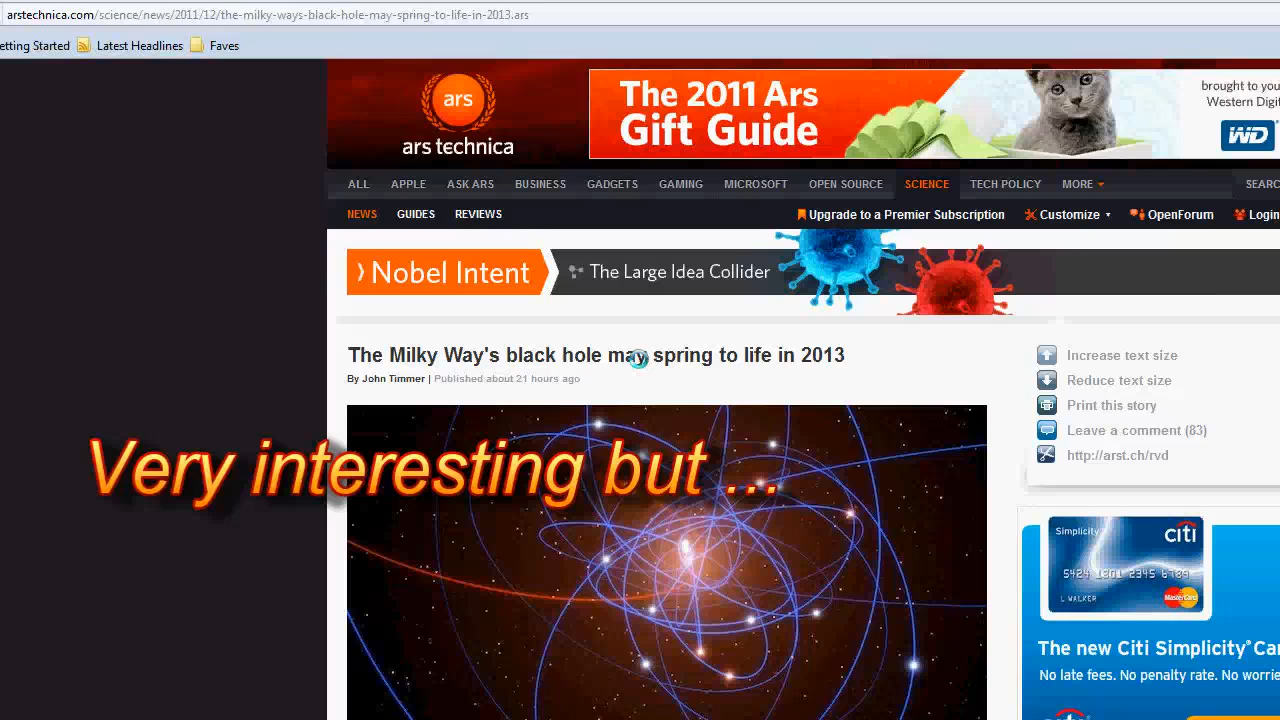 arstechnica.com/science/news/2011/12/the-milky-ways-black-hole-may-spring-to-life-in-2013.ars
etting Started Latest Headlines Faves
ars
ars technica
The 2011 Ars
Gift Guide
brought to you
Western Digit
WD
ALL APPLE ASK ARS BUSINESS GADGETS GAMING MICROSOFT OPEN SOURCE SCIENCE TECH POLICY MORE SEARC
NEWS GUIDES REVIEWS Upgrade to a Premier Subscription Customize OpenForum Login
Nobel Intent The Large Idea Collider
The Milky Way's black hole may spring to life in 2013
By John Timmer | Published about 21 hours ago
Increase text size
Reduce text size
Print this story
Leave a comment (83)
http://arst.ch/rvd
Very interesting but ...
Simplicity citi
5424 1801 2345 6789
L WALKER
MasterCard
The new Citi Simplicity® Car
No late fees. No penalty rate. No worrie